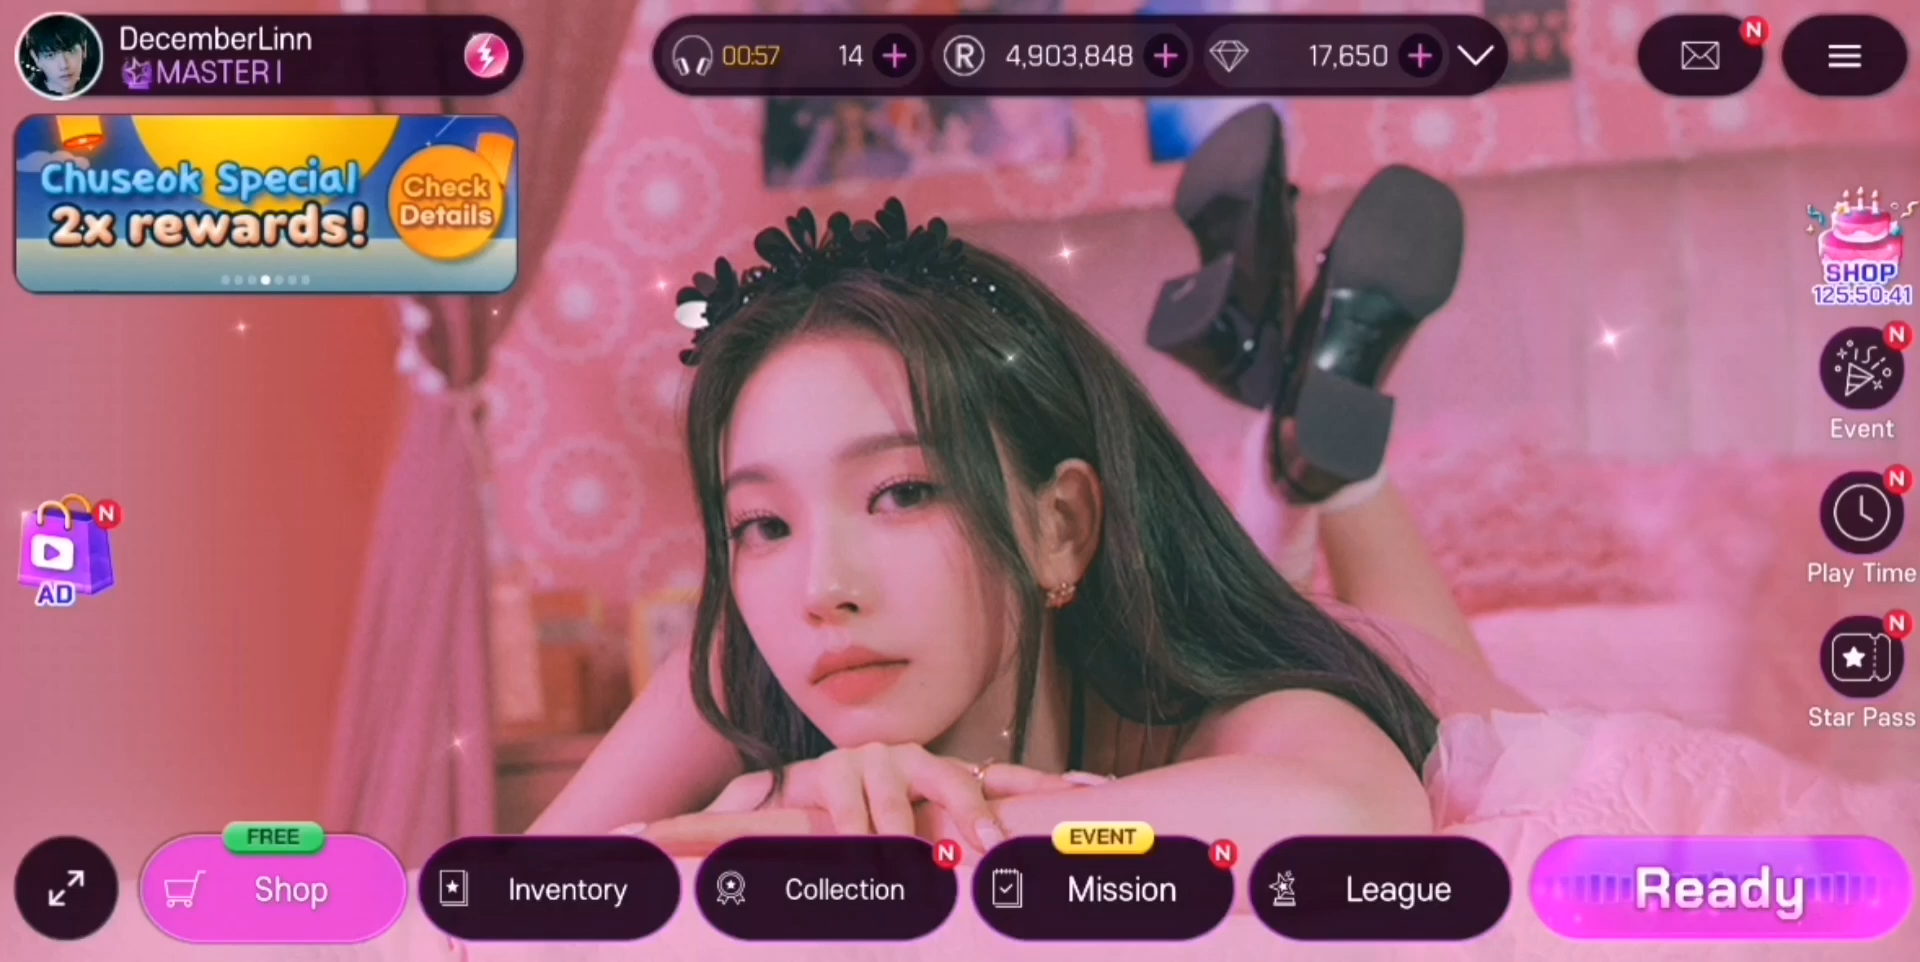 DecemberLinn
MASTER I
00:57
14
R
4,903,848
17,650
N
Chuseok Special
2x rewards!
Check
Details
SHOP
125:50:41
N
Event
N
AD
N
Play Time
N
Star Pass
FREE
Shop
Inventory
N
Collection
EVENT
N
Mission
League
Ready